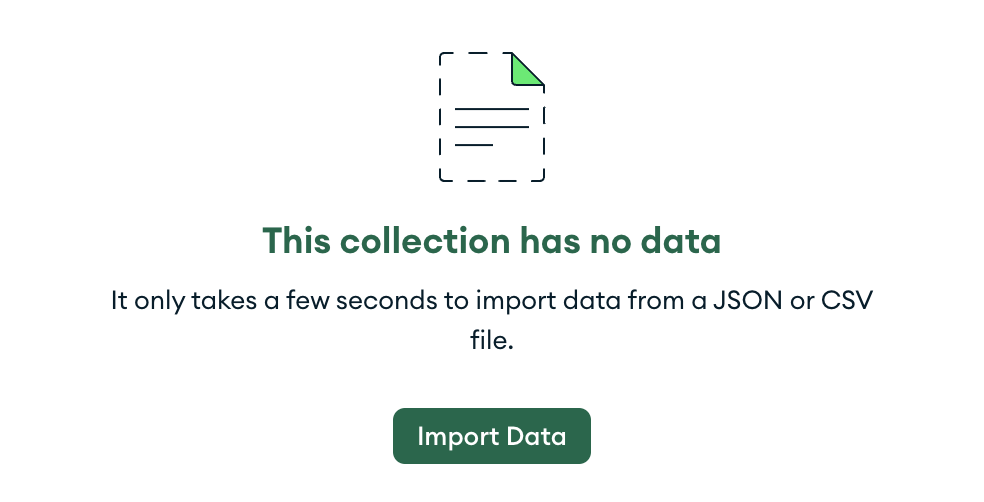 This collection has no data
It only takes a few seconds to import data from a JSON or CSV
file.
Import Data